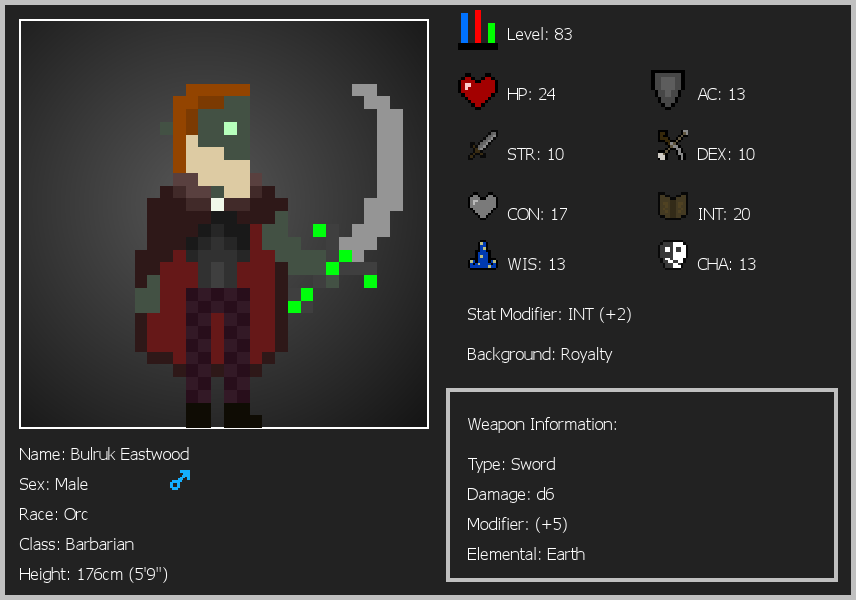 Level: 83
HP: 24
AC: 13
STR: 10
DEX: 10
CON: 17
INT: 20
WIS: 13
CHA: 13
Stat Modifier: INT (+2)
Background: Royalty
Weapon Information:
Type: Sword
Damage: d6
Modifier: (+5)
Elemental: Earth
Name: Bulruk Eastwood
Sex: Male
Race: Orc
Class: Barbarian
Height: 176cm (5'9")